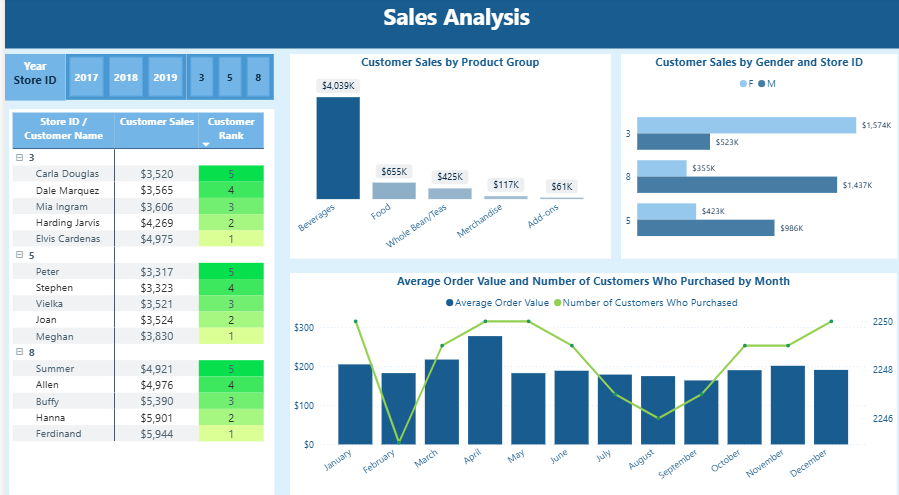 Sales Analysis
Year
Store ID
2017 2018 2019 3 5 8
Store ID /
Customer Name
Customer Sales
Customer
Rank
3
Carla Douglas $3,520 5
Dale Marquez $3,565 4
Mia Ingram $3,606 3
Harding Jarvis $4,269 2
Elvis Cardenas $4,975 1
5
Peter $3,317 5
Stephen $3,323 4
Vielka $3,521 3
Joan $3,524 2
Meghan $3,830 1
8
Summer $4,921 5
Allen $4,976 4
Buffy $5,390 3
Hanna $5,901 2
Ferdinand $5,944 1
Customer Sales by Product Group
$4,039K
$655K
$425K
$117K
$61K
Beverages
Food
Whole Bean/Teas
Merchandise
Add-ons
Customer Sales by Gender and Store ID
F M
3
$1,574K
$523K
8
$355K
$1,437K
5
$423K
$986K
Average Order Value and Number of Customers Who Purchased by Month
Average Order Value Number of Customers Who Purchased
$300
$200
$100
$0
2250
2248
2246
January
February
March
April
May
June
July
August
September
October
November
December